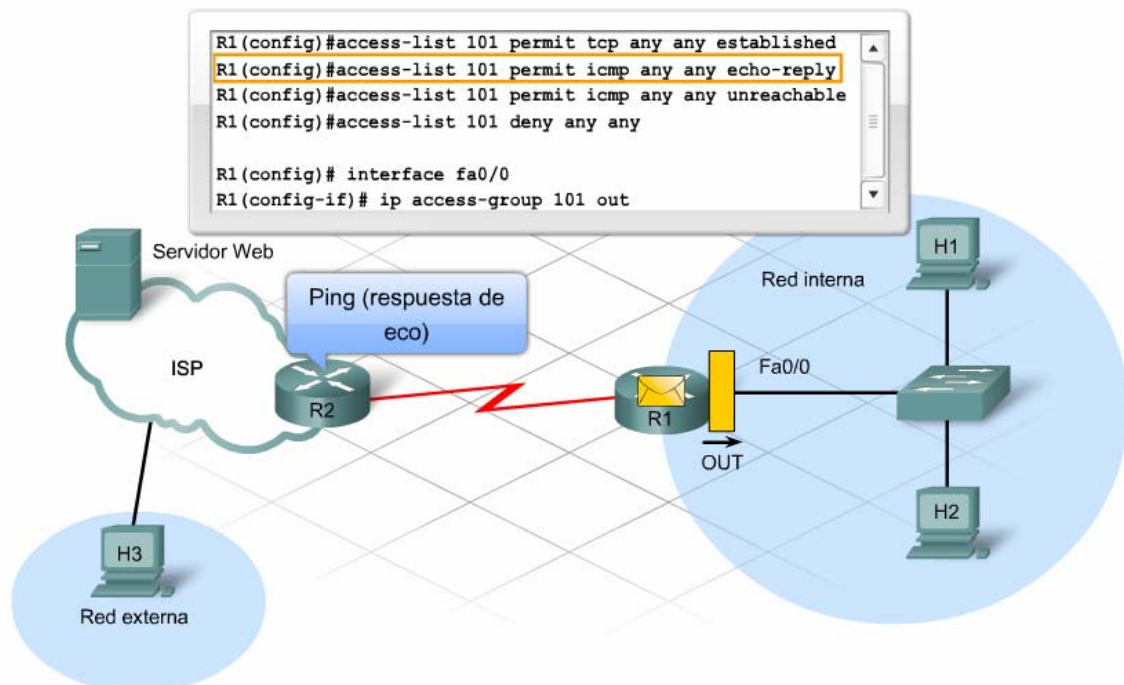 R1(config)#access-list 101 permit tcp any any established
R1(config)#access-list 101 permit icmp any any echo-reply
R1(config)#access-list 101 permit icmp any any unreachable
R1(config)#access-list 101 deny any any
R1(config)# interface fa0/0
R1(config-if)# ip access-group 101 out
Servidor Web
Ping (respuesta de
eco)
ISP
R2
R1
OUT
Fa0/0
Red interna
H1
H2
H3
Red externa